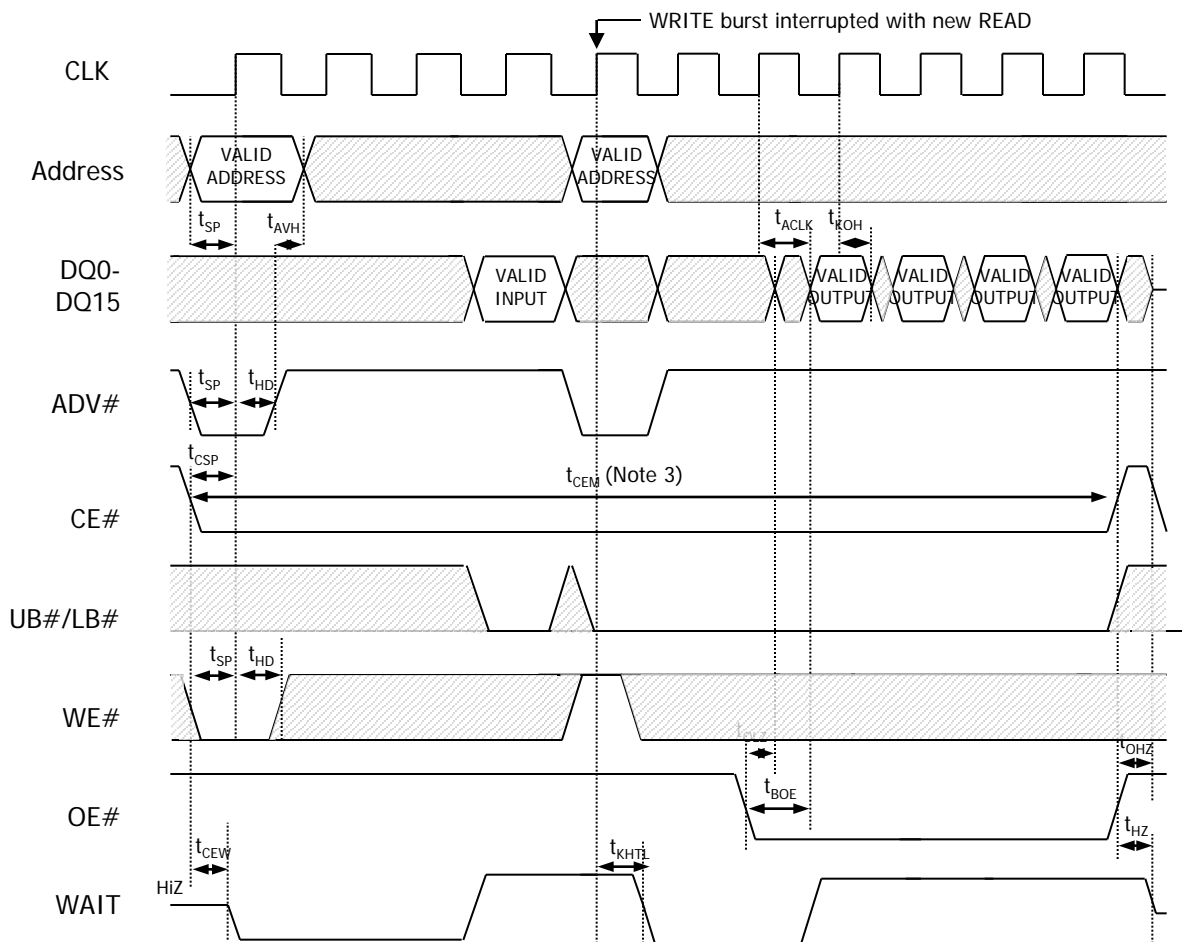 WRITE burst interrupted with new READ
CLK
Address
VALID ADDRESS
VALID ADDRESS
tSP
tAVH
tACLK
tKOH
DQ0-
DQ15
VALID INPUT
VALID OUTPUT
VALID OUTPUT
VALID OUTPUT
VALID OUTPUT
ADV#
tSP
tHD
tCSP
tCEM (Note 3)
CE#
UB#/LB#
tSP
tHD
WE#
tOLZ
tOHZ
OE#
tBOE
tCEW
tKHTL
tHZ
HiZ
WAIT